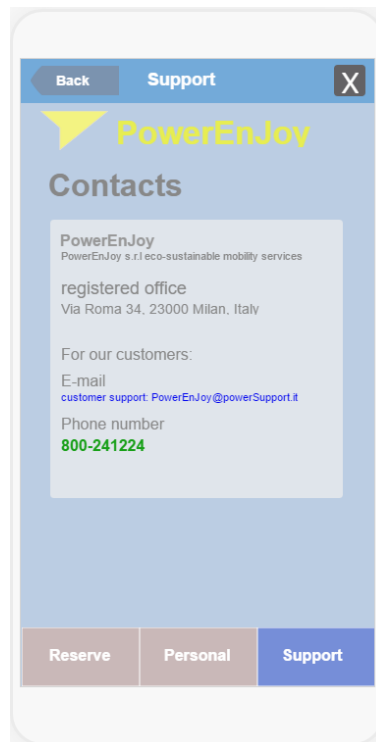 Back
Support
X
PowerEnJoy
Contacts
PowerEnJoy
PowerEnJoy s.r.l eco-sustainable mobility services
registered office
Via Roma 34, 23000 Milan, Italy
For our customers:
E-mail
customer support: PowerEnJoy@powerSupport.it
Phone number
800-241224
Reserve
Personal
Support